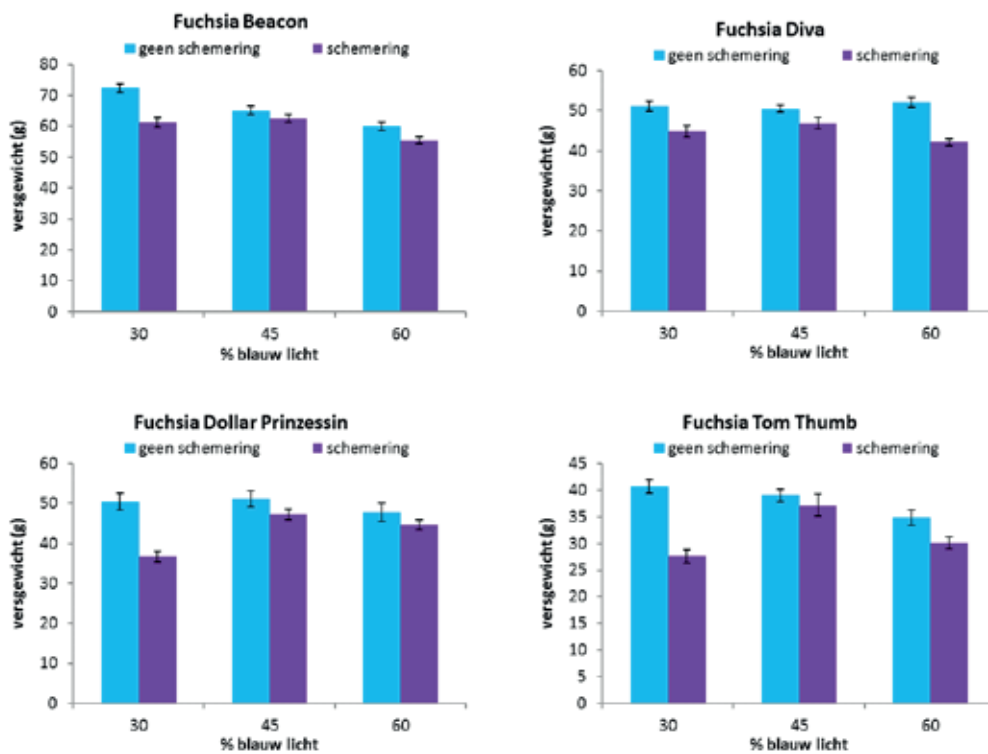 Fuchsia Beacon
geen schemering schemering
versgewicht (g)
80
70
60
50
40
30
20
10
0
30 45 60
% blauw licht
Fuchsia Diva
geen schemering schemering
versgewicht (g)
60
50
40
30
20
10
0
30 45 60
% blauw licht
Fuchsia Dollar Prinzessin
geen schemering schemering
versgewicht (g)
60
50
40
30
20
10
0
30 45 60
% blauw licht
Fuchsia Tom Thumb
geen schemering schemering
versgewicht (g)
45
40
35
30
25
20
15
10
5
0
30 45 60
% blauw licht